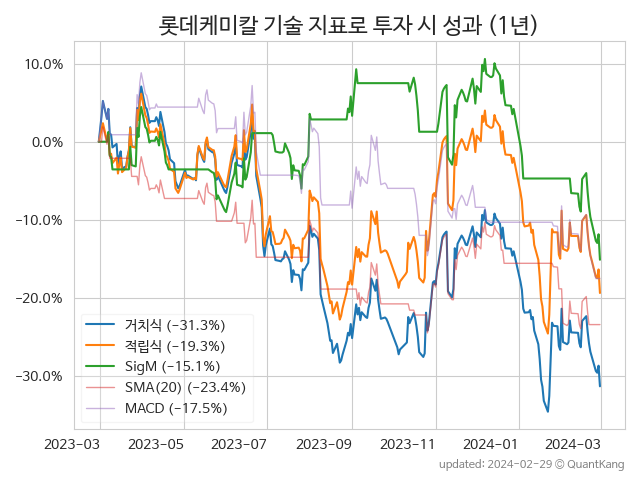 롯데케미칼 기술 지표로 투자 시 성과 (1년)
10.0%
0.0%
−10.0%
−20.0%
−30.0%
거치식 (−31.3%)
적립식 (−19.3%)
SigM (−15.1%)
SMA(20) (−23.4%)
MACD (−17.5%)
2023-03 2023-05 2023-07 2023-09 2023-11 2024-01 2024-03
updated: 2024-02-29 ⓒ QuantKang